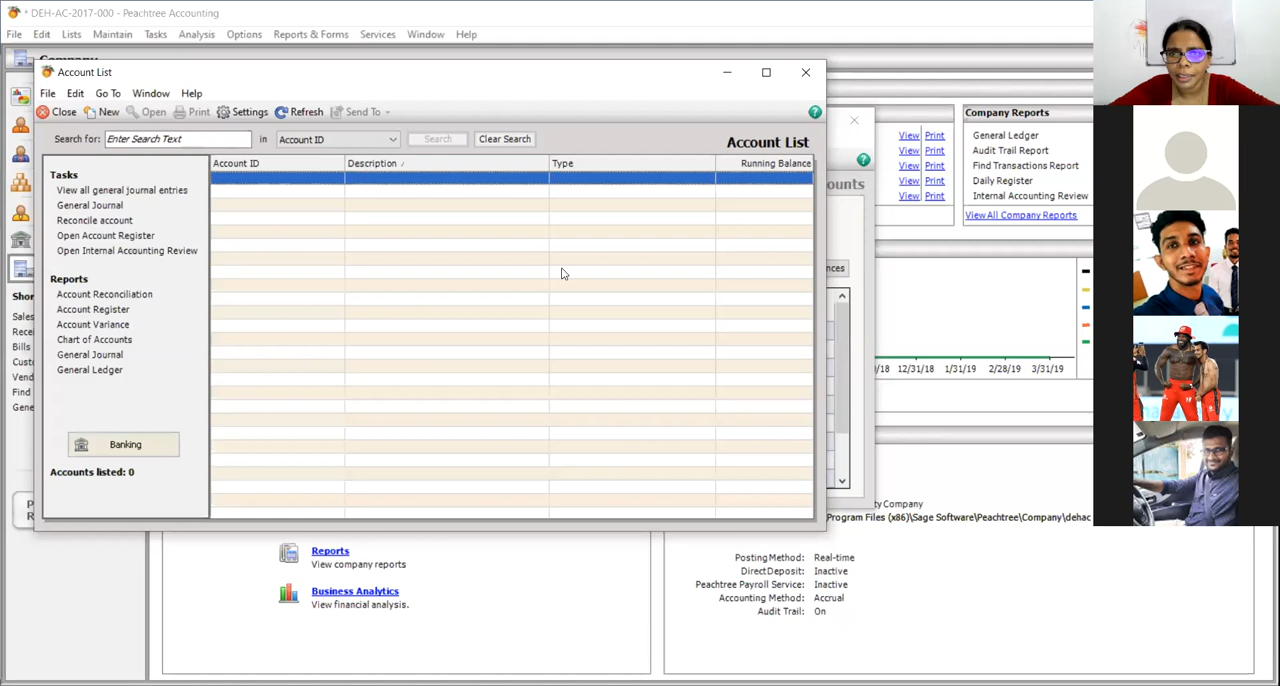 * DEH-AC-2017-000 - Peachtree Accounting
File Edit Lists Maintain Tasks Analysis Options Reports & Forms Services Window Help
Account List
File Edit Go To Window Help
Close New Open Print Settings Refresh Send To
Search for: Enter Search Text in Account ID Search Clear Search Account List
Account ID Description / Type Running Balance
Tasks
View all general journal entries
General Journal
Reconcile account
Open Account Register
Open Internal Accounting Review
Reports
Account Reconciliation
Account Register
Account Variance
Chart of Accounts
General Journal
General Ledger
Banking
Accounts listed: 0
Shor
Sales
Rece
Bills
Custo
Vend
Find
Gene
ounts
nces
View Print
View Print
View Print
View Print
View Print
Company Reports
General Ledger
Audit Trail Report
Find Transactions Report
Daily Register
Internal Accounting Review
View All Company Reports
/18 12/31/18 1/31/19 2/28/19 3/31/19
ty Company
Program Files (x86)\Sage Software\Peachtree\Company\dehac
Reports
View company reports
Business Analytics
View financial analysis.
Posting Method: Real-time
Direct Deposit: Inactive
Peachtree Payroll Service: Inactive
Accounting Method: Accrual
Audit Trail: On